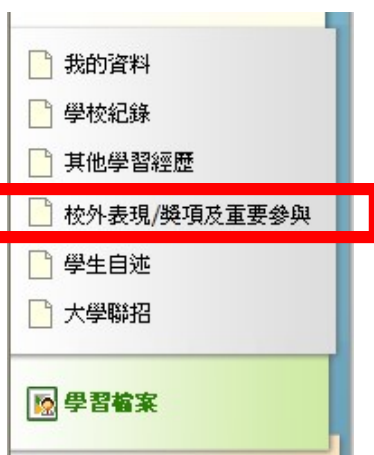 我的資料
學校紀錄
其他學習經歷
校外表現/獎項及重要參與
學生自述
大學聯招
學習檔案